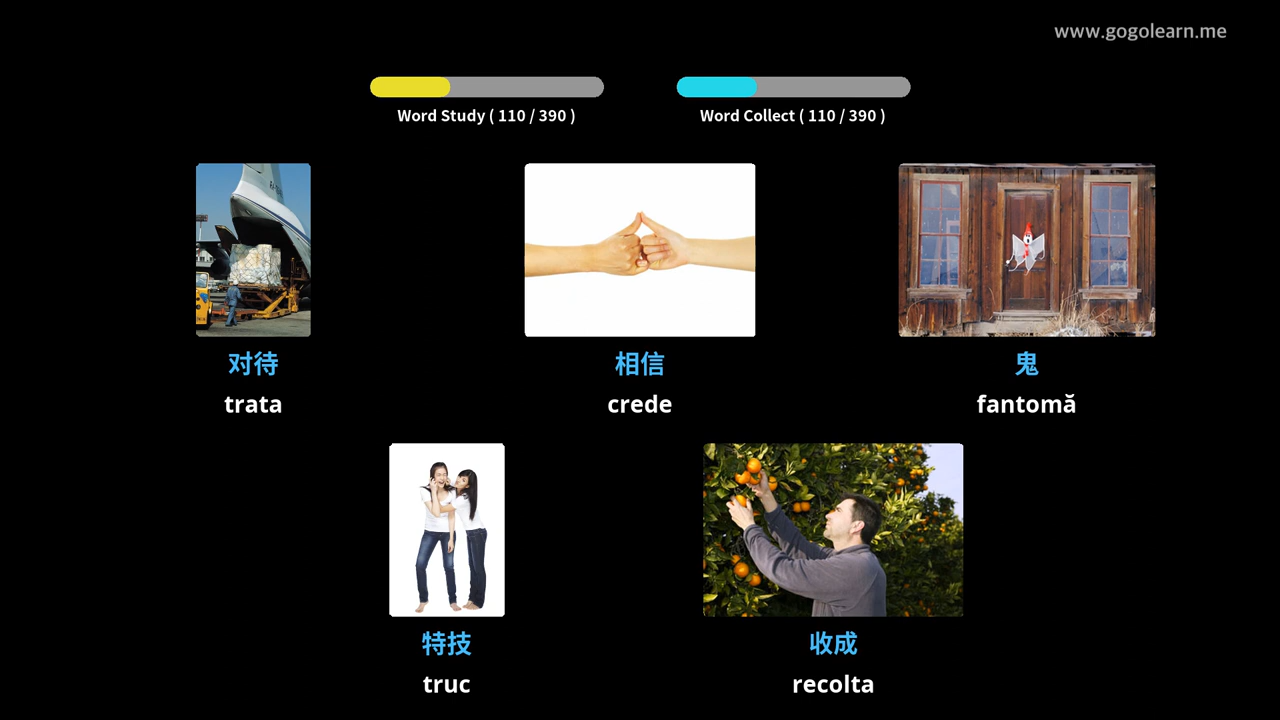 www.gogolearn.me
Word Study ( 110 / 390 )
Word Collect ( 110 / 390 )
对待
trata
相信
crede
鬼
fantomă
特技
truc
收成
recolta